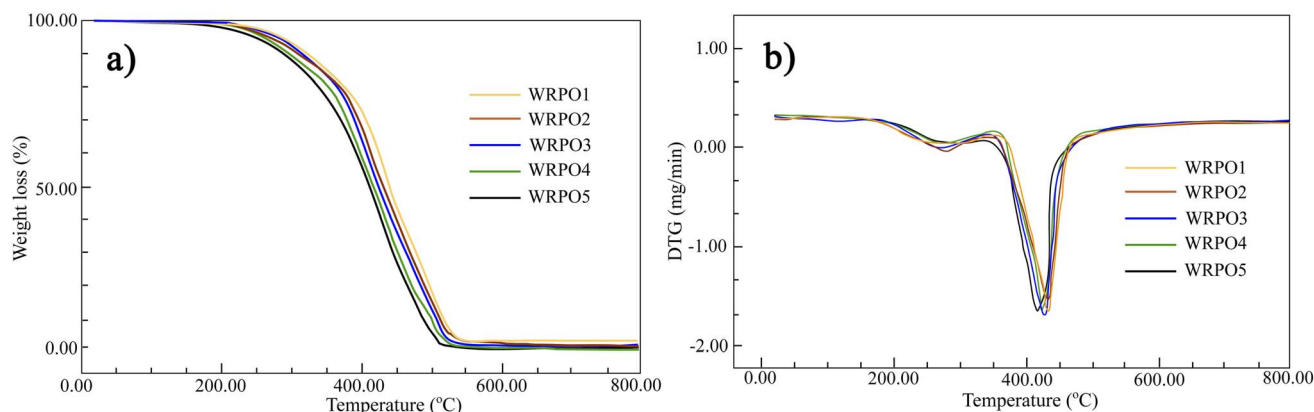 a)
100.00
50.00
0.00
Weight loss (%)
WRPO1
WRPO2
WRPO3
WRPO4
WRPO5
0.00 200.00 400.00 600.00 800.00
Temperature (°C)
b)
1.00
0.00
-1.00
-2.00
DTG (mg/min)
WRPO1
WRPO2
WRPO3
WRPO4
WRPO5
0.00 200.00 400.00 600.00 800.00
Temperature (°C)